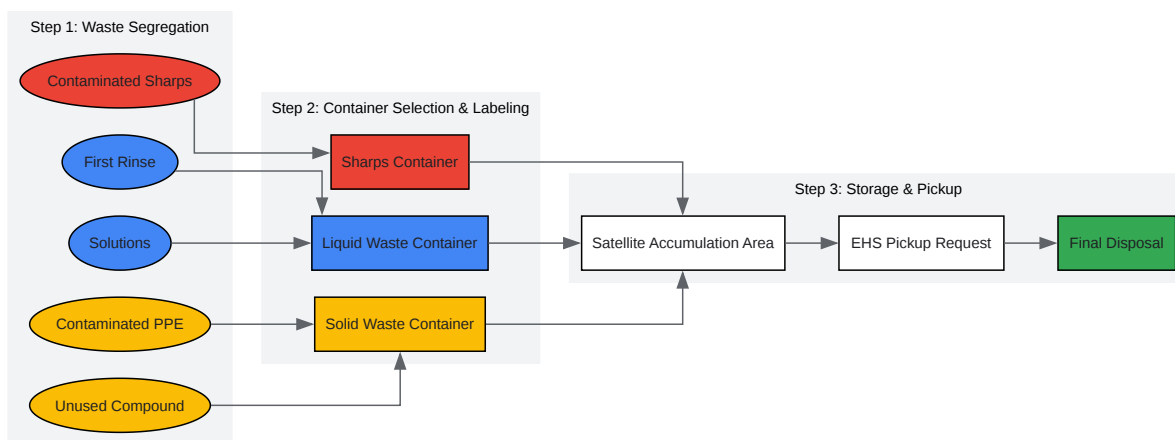 Step 1: Waste Segregation
Contaminated Sharps
First Rinse
Solutions
Contaminated PPE
Unused Compound
Step 2: Container Selection & Labeling
Sharps Container
Liquid Waste Container
Solid Waste Container
Step 3: Storage & Pickup
Satellite Accumulation Area
EHS Pickup Request
Final Disposal